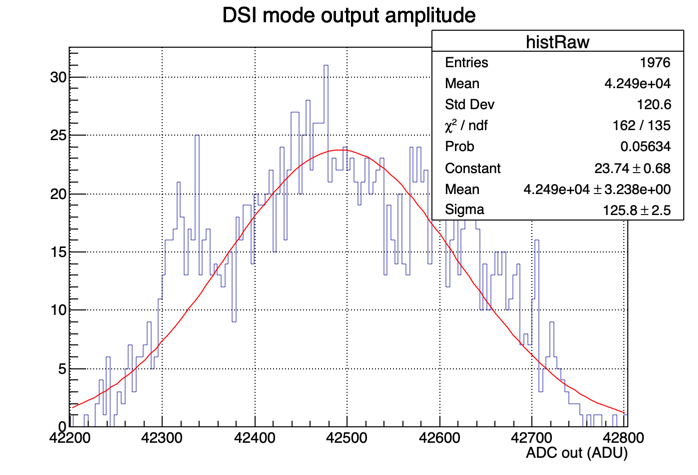 DSI mode output amplitude
histRaw
Entries 1976
Mean 4.249e+04
Std Dev 120.6
χ² / ndf 162 / 135
Prob 0.05634
Constant 23.74 ± 0.68
Mean 4.249e+04 ± 3.238e+00
Sigma 125.8 ± 2.5
30
25
20
15
10
5
0
42200 42300 42400 42500 42600 42700 42800
ADC out (ADU)